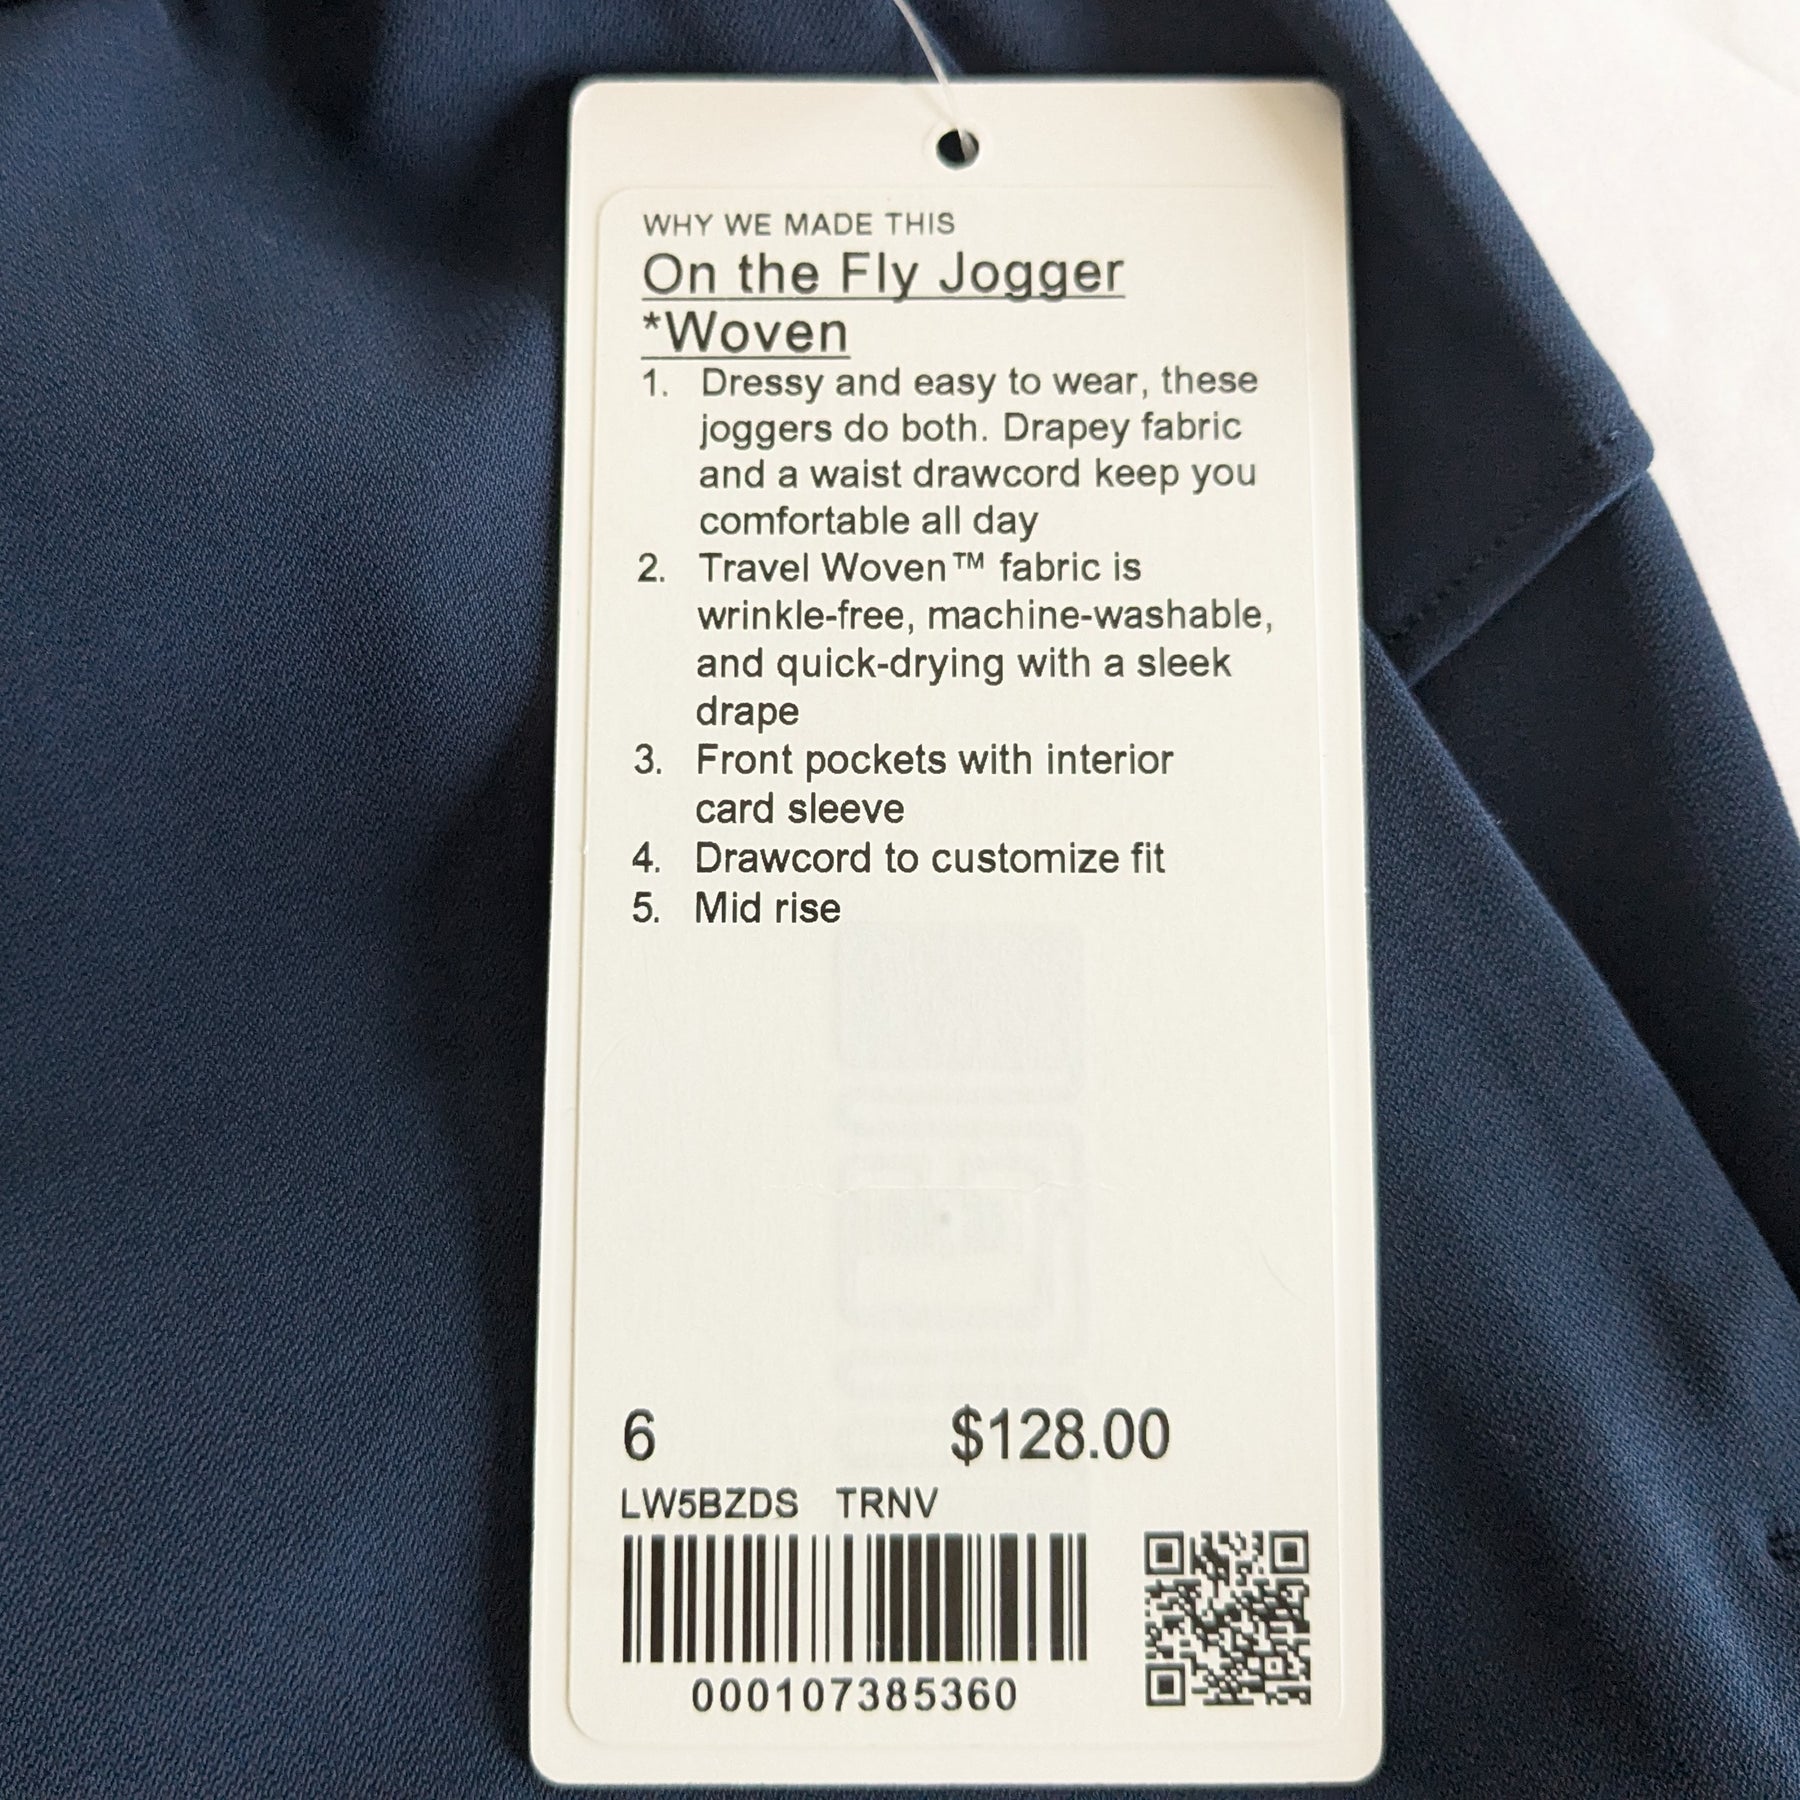 WHY WE MADE THIS
On the Fly Jogger
*Woven
1. Dressy and easy to wear, these
joggers do both. Drapey fabric
and a waist drawcord keep you
comfortable all day
2. Travel Woven™ fabric is
wrinkle-free, machine-washable,
and quick-drying with a sleek
drape
3. Front pockets with interior
card sleeve
4. Drawcord to customize fit
5. Mid rise
6 $128.00
LW5BZDS TRNV
000107385360